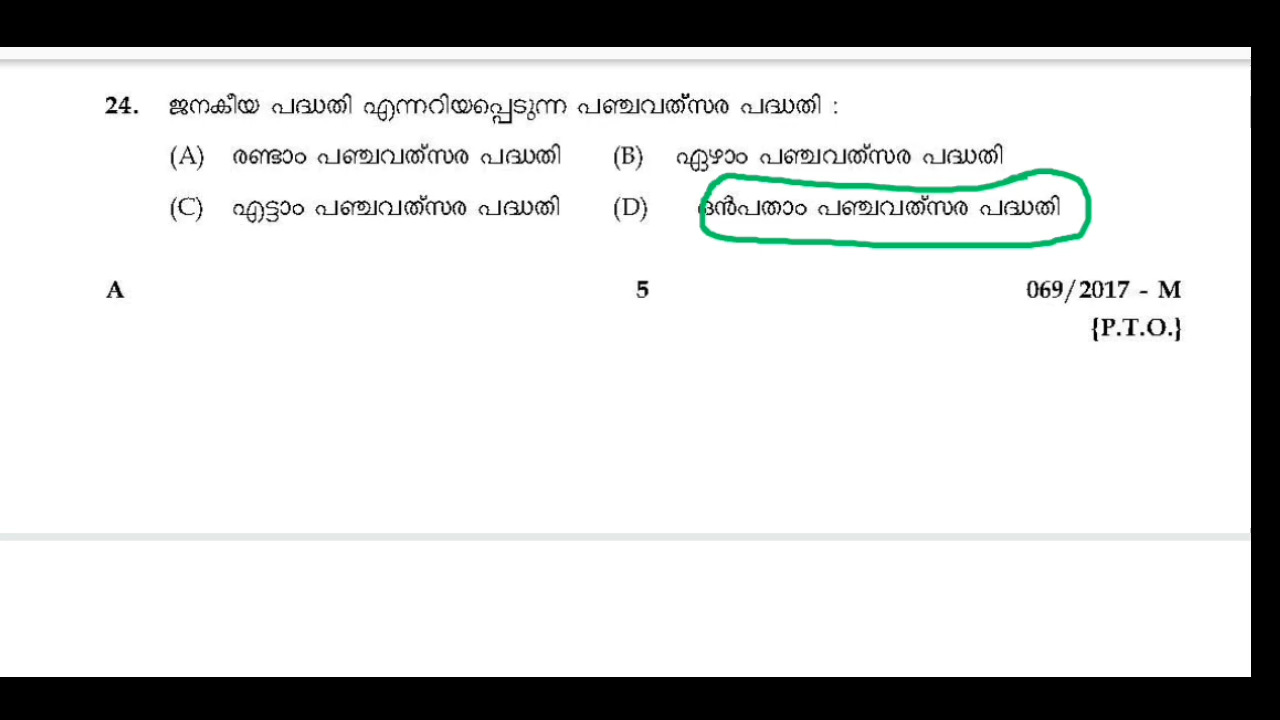 24. ജനകീയ പദ്ധതി എന്നറിയപ്പെടുന്ന പഞ്ചവത്സര പദ്ധതി :
(A) രണ്ടാം പഞ്ചവത്സര പദ്ധതി (B) ഏഴാം പഞ്ചവത്സര പദ്ധതി
(C) എട്ടാം പഞ്ചവത്സര പദ്ധതി (D) ഒൻപതാം പഞ്ചവത്സര പദ്ധതി
A 5 069/2017 - M
{P.T.O.}